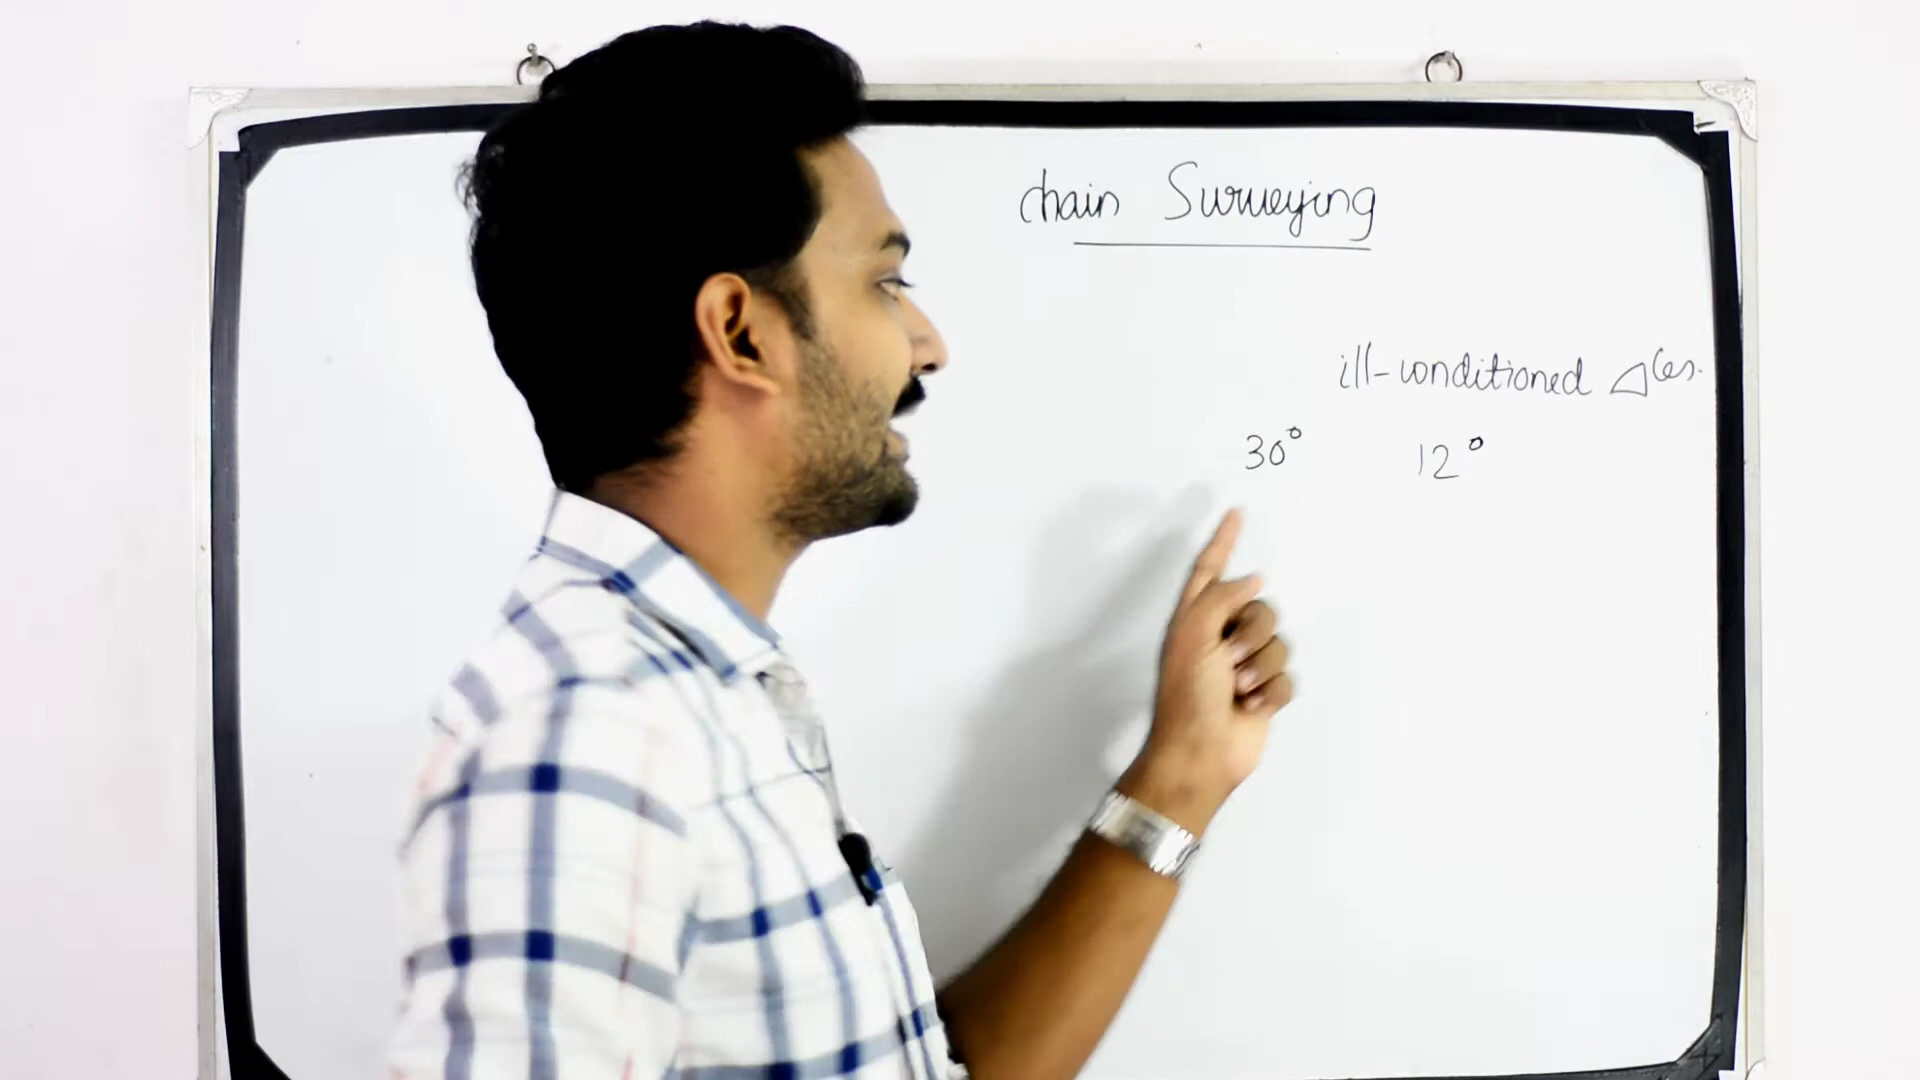 chain Surveying
ill-conditioned △les.
30° 12°